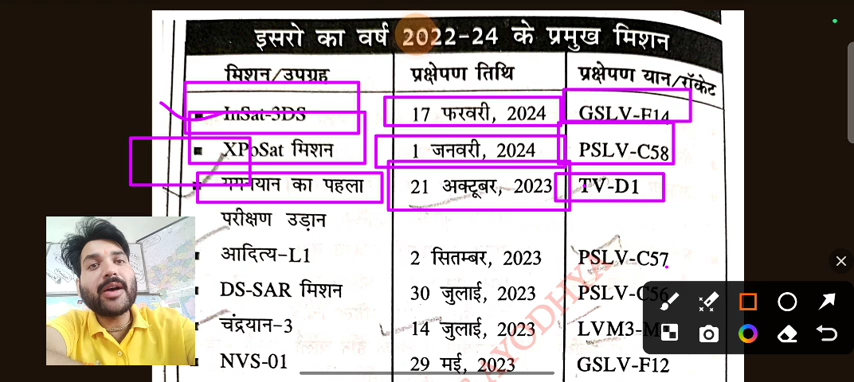 इसरो का वर्ष 2022-24 के प्रमुख मिशन
मिशन/उपग्रह प्रक्षेपण तिथि प्रक्षेपण यान/रॉकेट
InSat-3DS 17 फरवरी, 2024 GSLV-F14
XPoSat मिशन 1 जनवरी, 2024 PSLV-C58
गगनयान का पहला 21 अक्टूबर, 2023 TV-D1
परीक्षण उड़ान
आदित्य-L1 2 सितम्बर, 2023 PSLV-C57
DS-SAR मिशन 30 जुलाई, 2023 PSLV-C56
चंद्रयान-3 14 जुलाई, 2023 LVM3-M
NVS-01 29 मई, 2023 GSLV-F12
AYODHYA